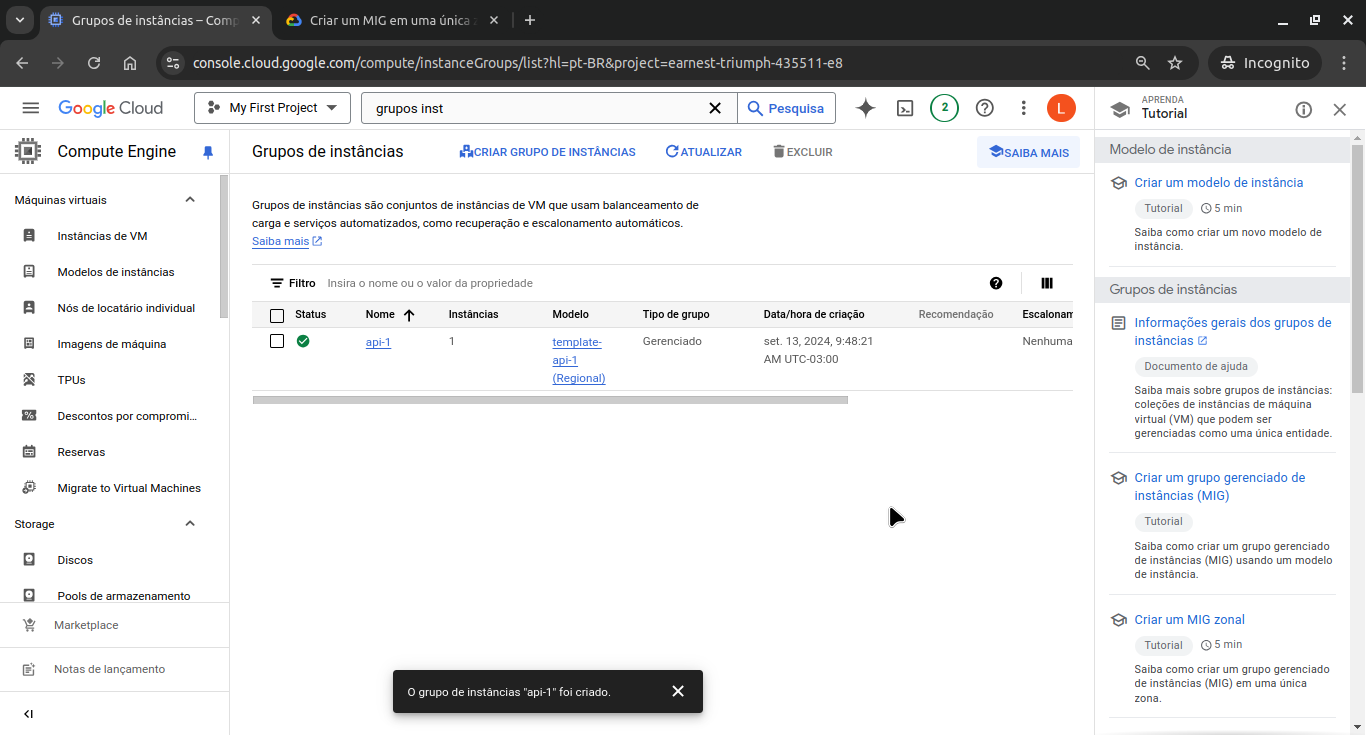 Grupos de instâncias – Comp
Criar um MIG em uma única
console.cloud.google.com/compute/instanceGroups/list?hl=pt-BR&project=earnest-triumph-435511-e8
Incognito
Google Cloud
My First Project
grupos inst
Pesquisa
2
L
APRENDA
Tutorial
Compute Engine
Grupos de instâncias
CRIAR GRUPO DE INSTÂNCIAS
ATUALIZAR
EXCLUIR
SAIBA MAIS
Máquinas virtuais
Instâncias de VM
Modelos de instâncias
Nós de locatário individual
Imagens de máquina
TPUs
Descontos por compromi...
Reservas
Migrate to Virtual Machines
Storage
Discos
Pools de armazenamento
Marketplace
Notas de lançamento
Grupos de instâncias são conjuntos de instâncias de VM que usam balanceamento de
carga e serviços automatizados, como recuperação e escalonamento automáticos.
Saiba mais
Filtro
Insira o nome ou o valor da propriedade
Status
Nome
Instâncias
Modelo
Tipo de grupo
Data/hora de criação
Recomendação
Escalonam
api-1
1
template-
api-1
(Regional)
Gerenciado
set. 13, 2024, 9:48:21
AM UTC-03:00
Nenhuma
O grupo de instâncias "api-1" foi criado.
Modelo de instância
Criar um modelo de instância
Tutorial
5 min
Saiba como criar um novo modelo de
instância.
Grupos de instâncias
Informações gerais dos grupos de
instâncias
Documento de ajuda
Saiba mais sobre grupos de instâncias:
coleções de instâncias de máquina
virtual (VM) que podem ser
gerenciadas como uma única entidade.
Criar um grupo gerenciado de
instâncias (MIG)
Tutorial
Saiba como criar um grupo gerenciado
de instâncias (MIG) usando um modelo
de instância.
Criar um MIG zonal
Tutorial
5 min
Saiba como criar um grupo gerenciado
de instâncias (MIG) em uma única
zona.